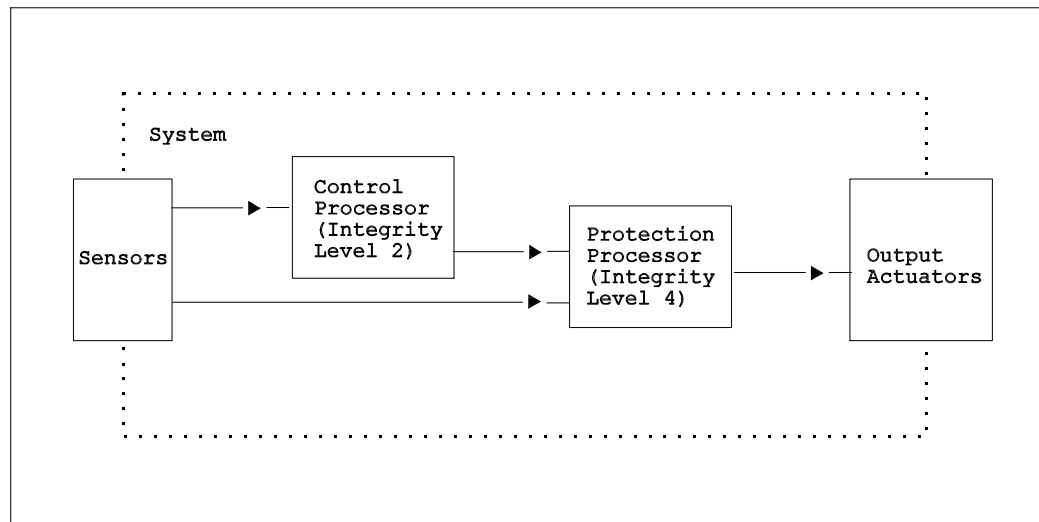 System
Sensors
Control
Processor
(Integrity
Level 2)
Protection
Processor
(Integrity
Level 4)
Output
Actuators